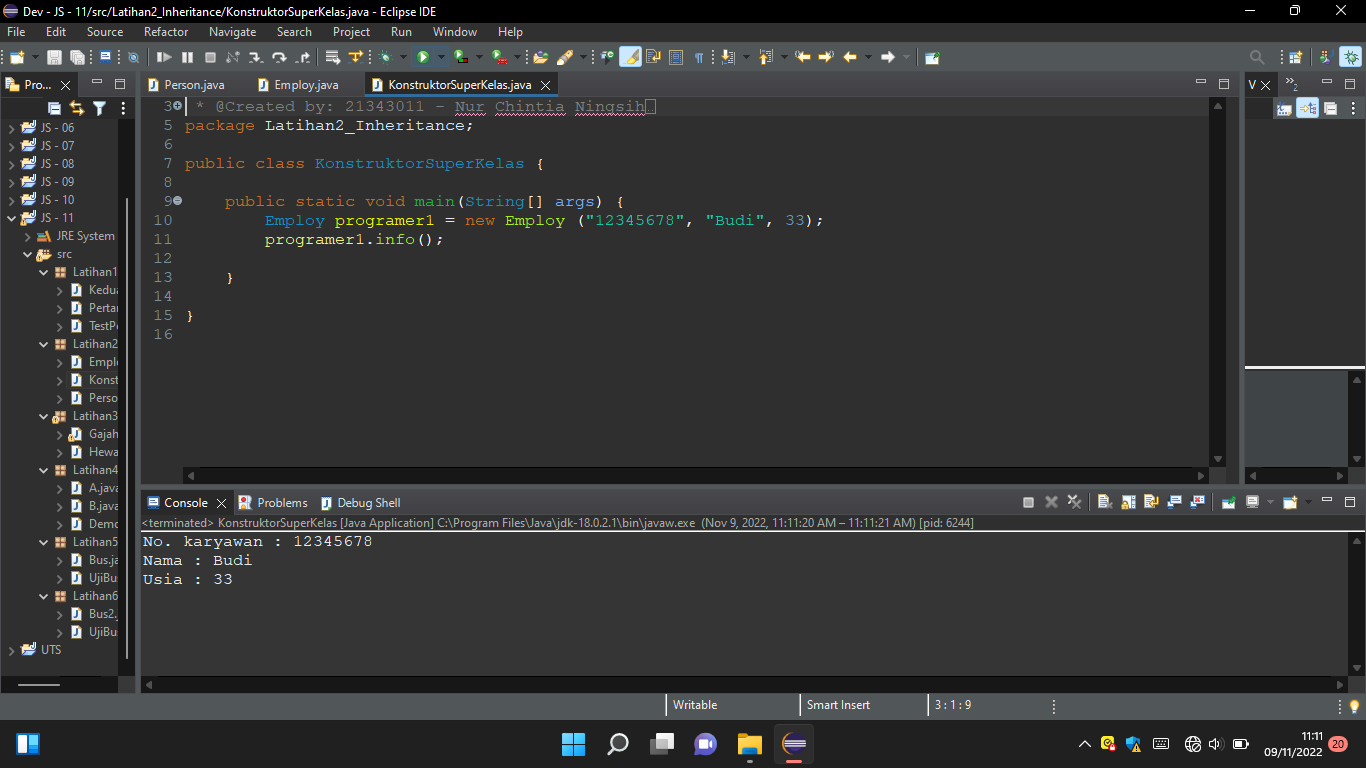 Dev - JS - 11/src/Latihan2_Inheritance/KonstruktorSuperKelas.java - Eclipse IDE
File Edit Source Refactor Navigate Search Project Run Window Help
Pro...
Person.java Employ.java KonstruktorSuperKelas.java
V
2
JS - 06
JS - 07
JS - 08
JS - 09
JS - 10
JS - 11
JRE System
src
Latihan1
Kedua
Pertar
TestPe
Latihan2
Emplo
Konst
Perso
Latihan3
Gajah
Hewa
Latihan4
A.java
B.java
Demo
Latihan5
Bus.ja
UjiBu
Latihan6
Bus2.
UjiBu
UTS
3 * @Created by: 21343011 - Nur Chintia Ningsih
5 package Latihan2_Inheritance;
6
7 public class KonstruktorSuperKelas {
8
9 public static void main(String[] args) {
10 Employ programer1 = new Employ ("12345678", "Budi", 33);
11 programer1.info();
12
13 }
14
15 }
16
Console Problems Debug Shell
<terminated> KonstruktorSuperKelas [Java Application] C:\Program Files\Java\jdk-18.0.2.1\bin\javaw.exe (Nov 9, 2022, 11:11:20 AM – 11:11:21 AM) [pid: 6244]
No. karyawan : 12345678
Nama : Budi
Usia : 33
Writable Smart Insert 3 : 1 : 9
11:11
09/11/2022
20